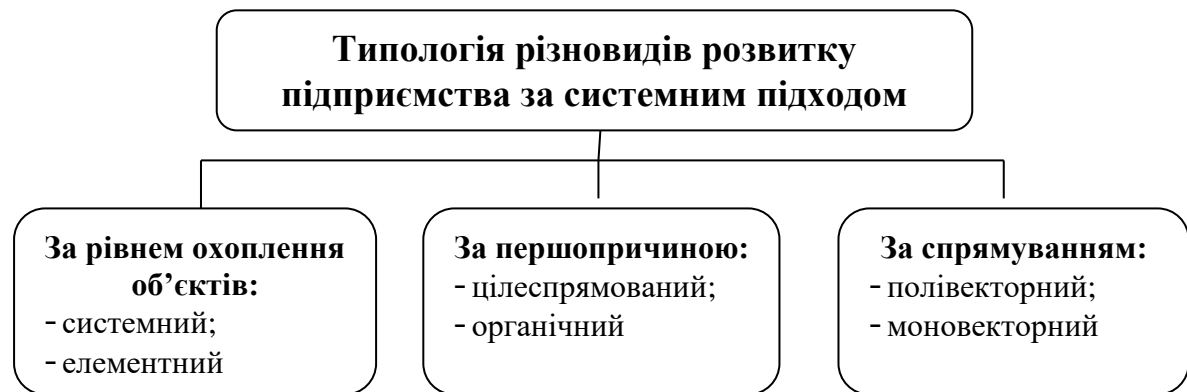 Типологія різновидів розвитку
підприємства за системним підходом
За рівнем охоплення
об’єктів:
- системний;
- елементний
За першопричиною:
- цілеспрямований;
- органічний
За спрямуванням:
- полівекторний;
- моновекторний